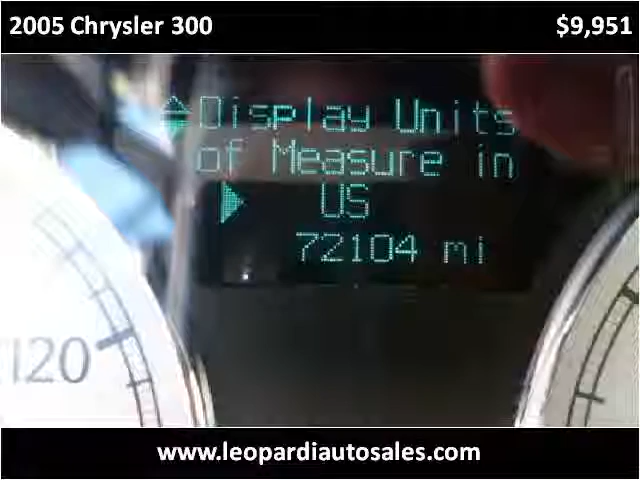 2005 Chrysler 300 $9,951
Display Units
of Measure in
US
72104 mi
120
www.leopardiautosales.com